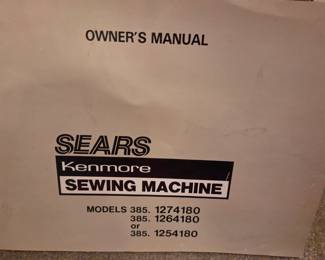 OWNER'S MANUAL
SEARS
Kenmore
SEWING MACHINE
MODELS 385. 1274180
385. 1264180
or
385. 1254180